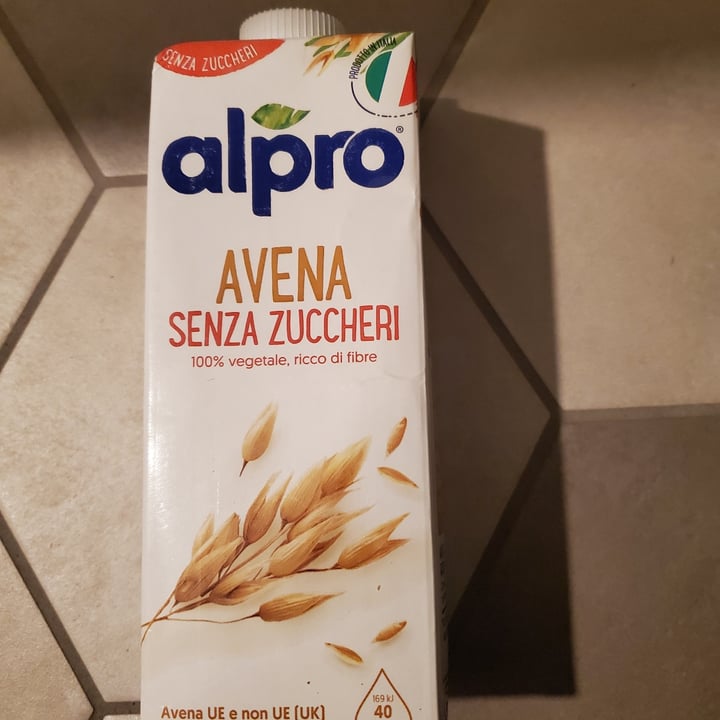 SENZA ZUCCHERI
PRODOTTO IN ITALIA
alpro®
AVENA
SENZA ZUCCHERI
100% vegetale, ricco di fibre
169 kJ
40
Avena UE e non UE (UK)